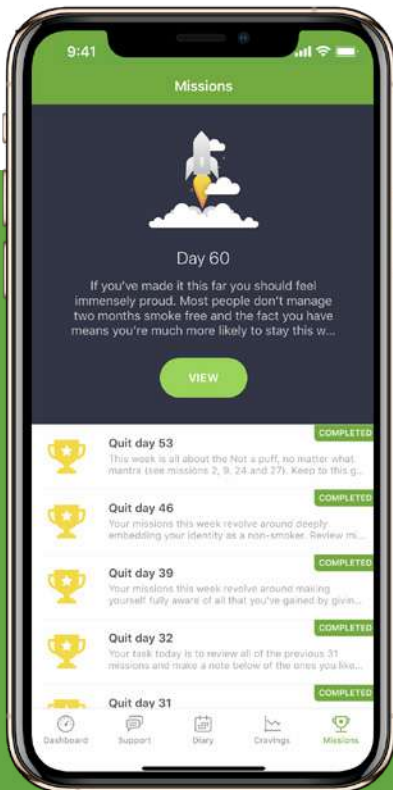 9:41
Missions
Day 60
If you've made it this far you should feel
immensely proud. Most people don't manage
two months smoke free and the fact you have
means you're much more likely to stay this w...
VIEW
COMPLETED
Quit day 53
This week is all about the Not a puff, no matter what
mantra (see missions 2, 9, 24 and 27). Keep to this g...
COMPLETED
Quit day 46
Your missions this week revolve around deeply
embedding your identity as a non-smoker. Review mi...
COMPLETED
Quit day 39
Your missions this week revolve around making
yourself fully aware of all that you've gained by givin...
COMPLETED
Quit day 32
Your task today is to review all of the previous 31
missions and make a note below of the ones you like...
COMPLETED
Quit day 31
Dashboard
Support
Diary
Cravings
Missions